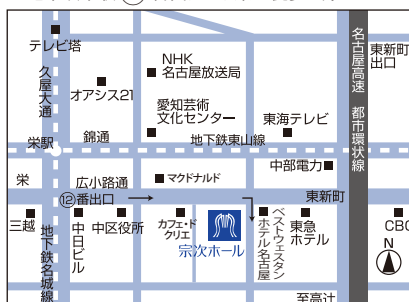 テレビ塔
久屋大通
オアシス21
NHK
名古屋放送局
愛知芸術
文化センター
東海テレビ
名古屋高速 都市環状線
東新町
出口
栄駅
錦通
地下鉄東山線
中部電力
栄
広小路通
マクドナルド
東新町
⑫番出口
三越
地下鉄名城線
中日ビル
中区役所
カフェ・ド
クリエ
宗次ホール
ベストウェスタン
ホテル名古屋
東急
ホテル
CBC
N
至高辻